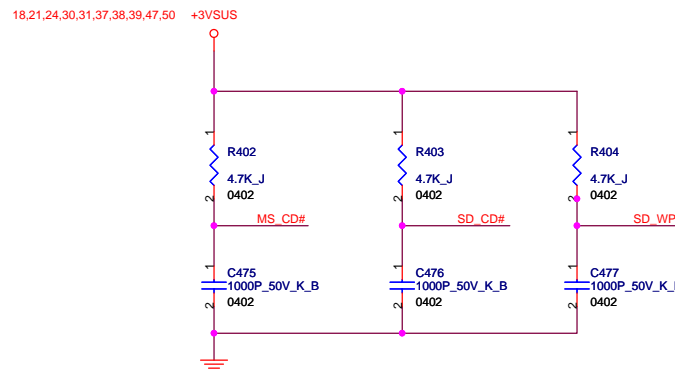 18,21,24,30,31,37,38,39,47,50 +3VSUS
1 1 1
R402 R403 R404
4.7K_J 4.7K_J 4.7K_J
2 0402 2 0402 2 0402
MS_CD# SD_CD# SD_WP
1 1 1
C475 C476 C477
1000P_50V_K_B 1000P_50V_K_B 1000P_50V_K_
2 0402 2 0402 2 0402